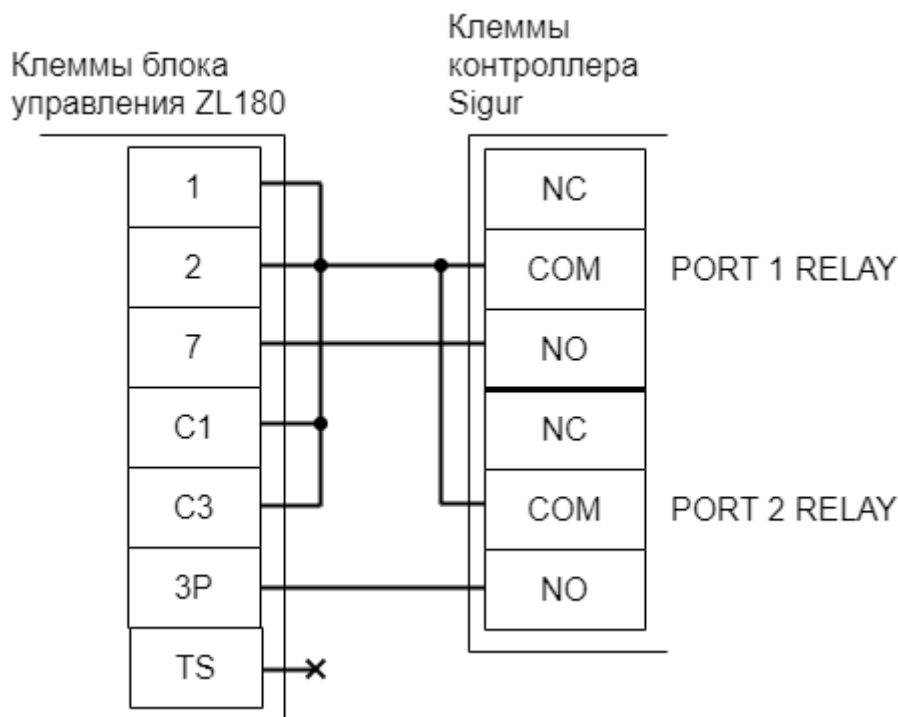 Клеммы блока
управления ZL180
Клеммы
контроллера
Sigur
1
2
7
C1
C3
3P
TS
NC
COM
NO
NC
COM
NO
PORT 1 RELAY
PORT 2 RELAY